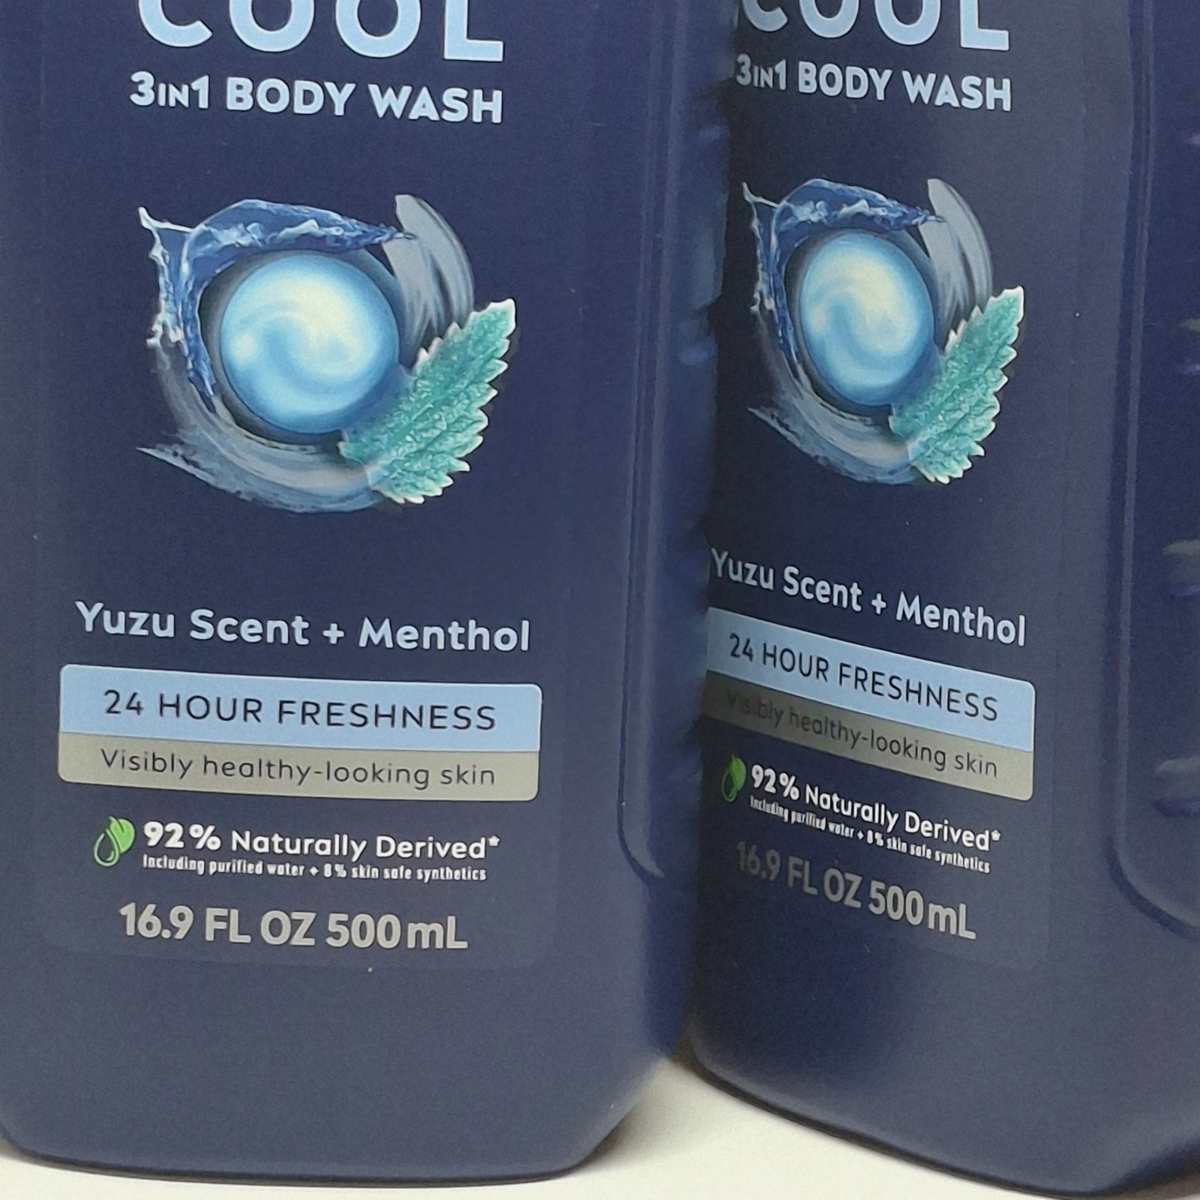 COOL
3IN1 BODY WASH
Yuzu Scent + Menthol
24 HOUR FRESHNESS
Visibly healthy-looking skin
92% Naturally Derived*
Including purified water + 8% skin safe synthetics
16.9 FL OZ 500mL
COOL
3IN1 BODY WASH
Yuzu Scent + Menthol
24 HOUR FRESHNESS
Visibly healthy-looking skin
92% Naturally Derived*
Including purified water + 8% skin safe synthetics
16.9 FL OZ 500mL